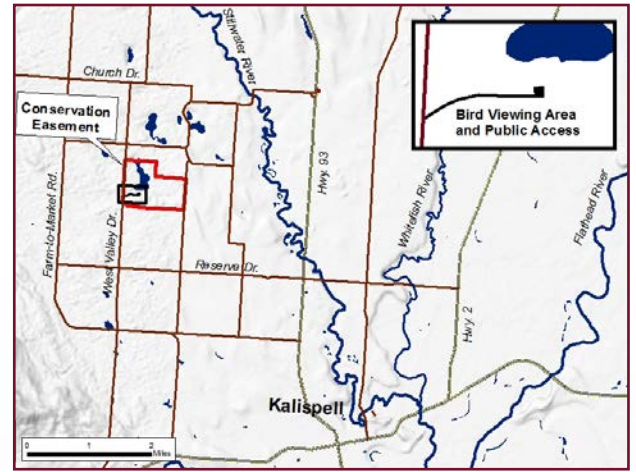 Church Dr.
Conservation
Easement
Farm-to-Market Rd.
West Valley Dr.
Reserve Dr.
Stillwater River
Hwy. 93
Whitefish River
Hwy. 2
Flathead River
Kalispell
Bird Viewing Area
and Public Access
0 1 2
Miles